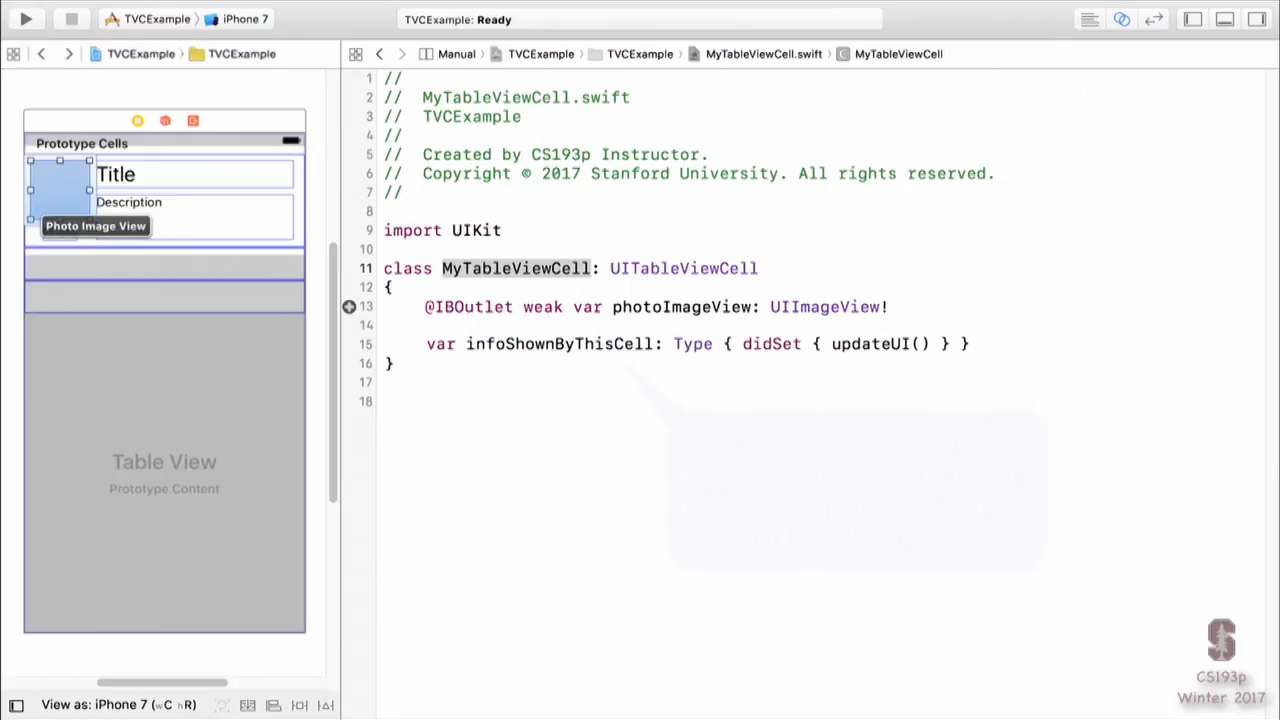 TVCExample › iPhone 7
TVCExample: Ready
TVCExample › TVCExample
Manual › TVCExample › TVCExample › MyTableViewCell.swift › MyTableViewCell
Prototype Cells
Title
Description
Photo Image View
Table View
Prototype Content
View as: iPhone 7 (wC hR)
1 //
2 // MyTableViewCell.swift
3 // TVCExample
4 //
5 // Created by CS193p Instructor.
6 // Copyright © 2017 Stanford University. All rights reserved.
7 //
8
9 import UIKit
10
11 class MyTableViewCell: UITableViewCell
12 {
13 @IBOutlet weak var photoImageView: UIImageView!
14
15 var infoShownByThisCell: Type { didSet { updateUI() } }
16 }
17
18
S
CS193p
Winter 2017